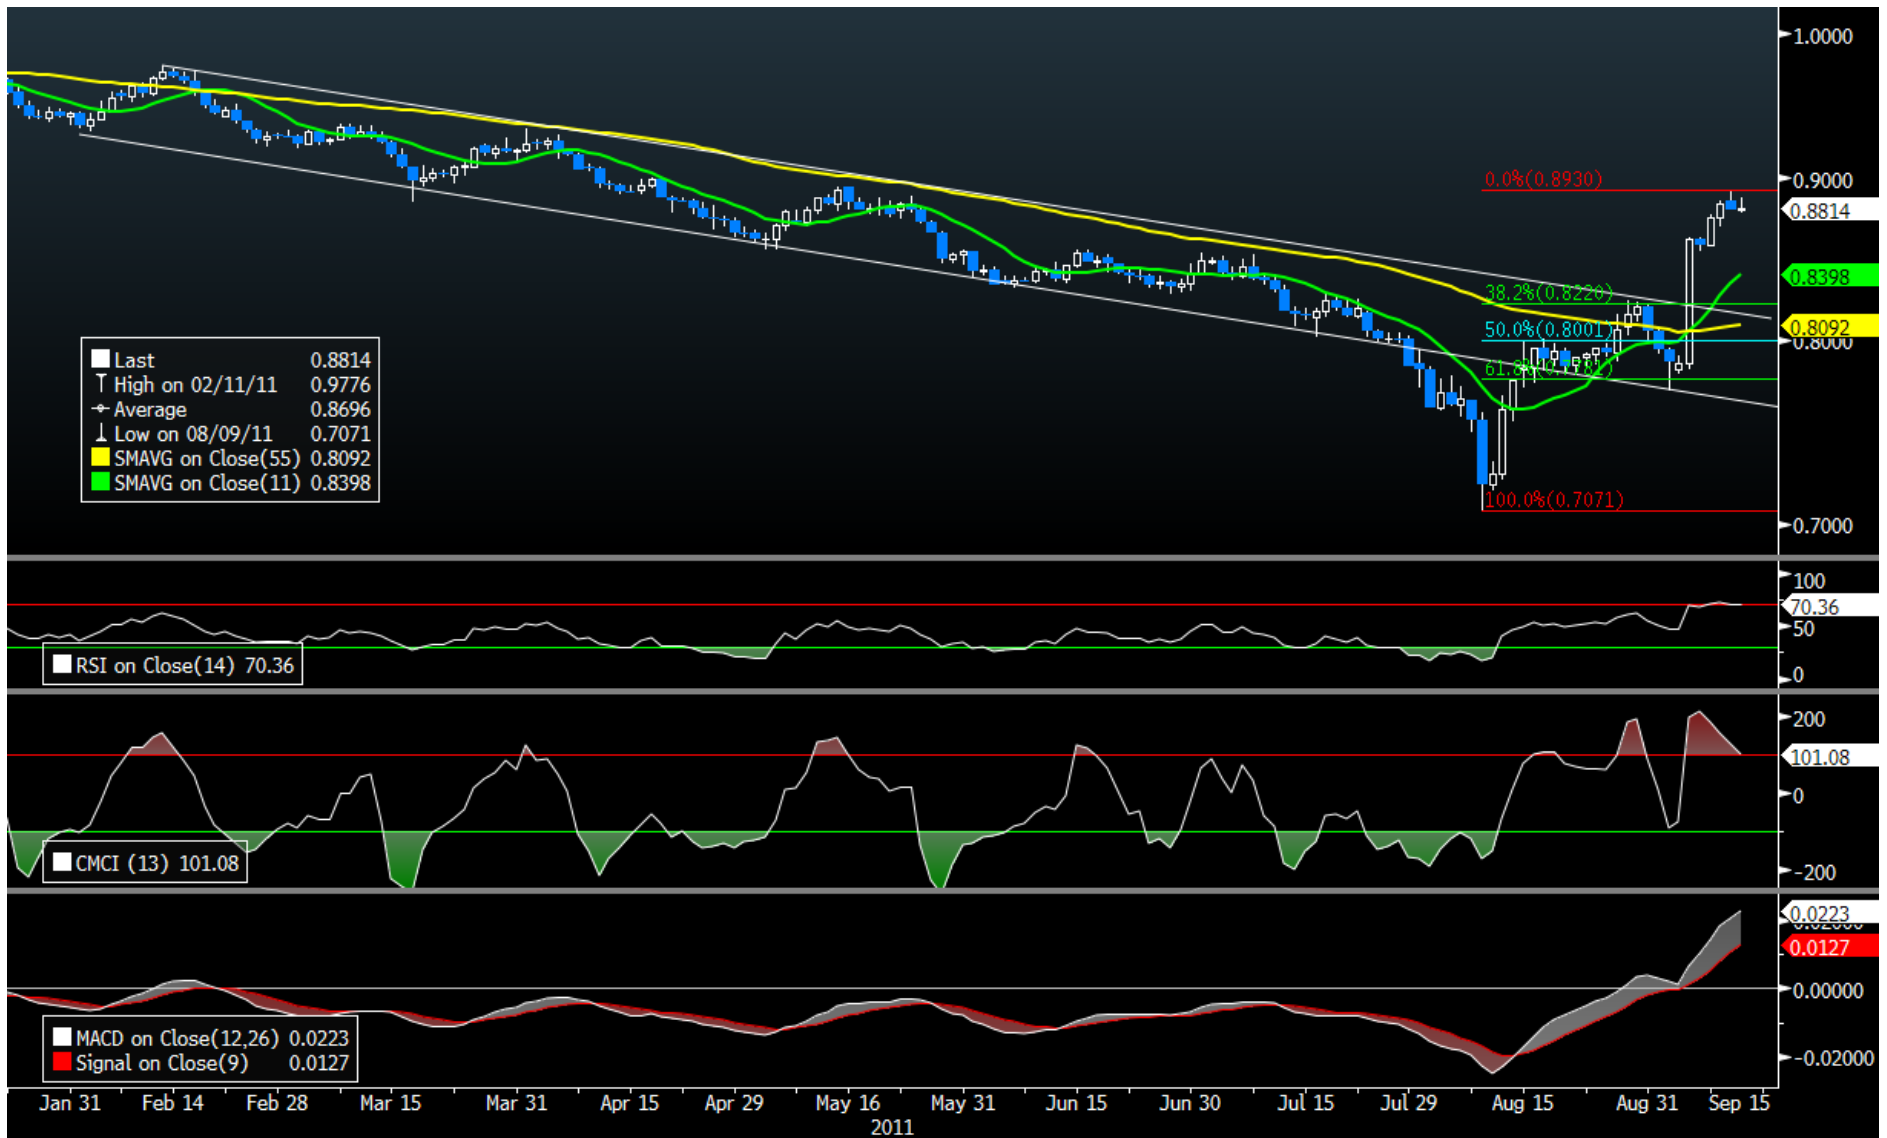 1.0000
0.9000
0.8814
0.8398
0.8092
0.8000
0.7000
0.0%(0.8930)
38.2%(0.8220)
50.0%(0.8001)
61.8%(0.7781)
100.0%(0.7071)
Last 0.8814
High on 02/11/11 0.9776
Average 0.8696
Low on 08/09/11 0.7071
SMAVG on Close(55) 0.8092
SMAVG on Close(11) 0.8398
100
70.36
50
0
RSI on Close(14) 70.36
200
101.08
0
-200
CMCI (13) 101.08
0.0223
0.02000
0.0127
0.00000
-0.02000
MACD on Close(12,26) 0.0223
Signal on Close(9) 0.0127
Jan 31 Feb 14 Feb 28 Mar 15 Mar 31 Apr 15 Apr 29 May 16 May 31 Jun 15 Jun 30 Jul 15 Jul 29 Aug 15 Aug 31 Sep 15
2011